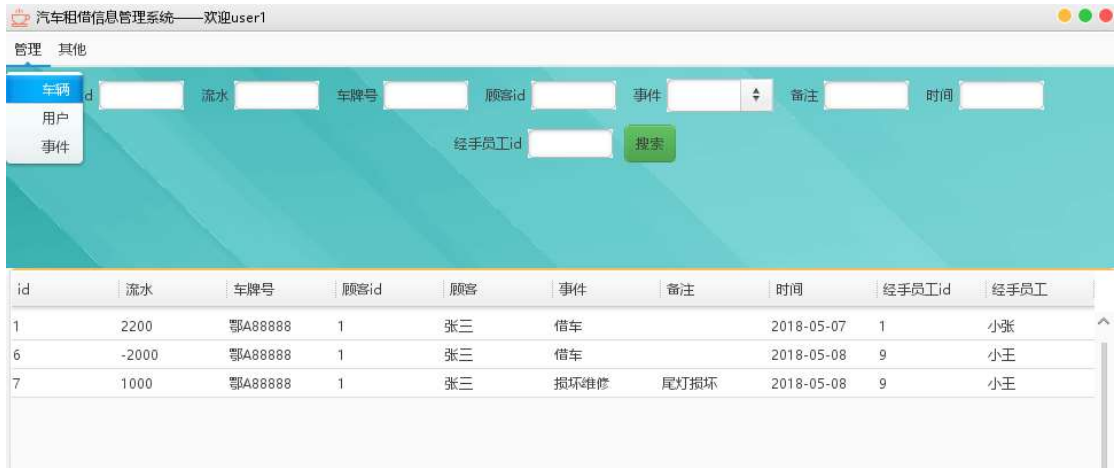 汽车租借信息管理系统——欢迎user1
管理 其他
车辆
用户
事件
d 流水 车牌号 顾客id 事件 备注 时间
经手员工id 搜索
id 流水 车牌号 顾客id 顾客 事件 备注 时间 经手员工id 经手员工
1 2200 鄂A88888 1 张三 借车 2018-05-07 1 小张
6 -2000 鄂A88888 1 张三 借车 2018-05-08 9 小王
7 1000 鄂A88888 1 张三 损坏维修 尾灯损坏 2018-05-08 9 小王